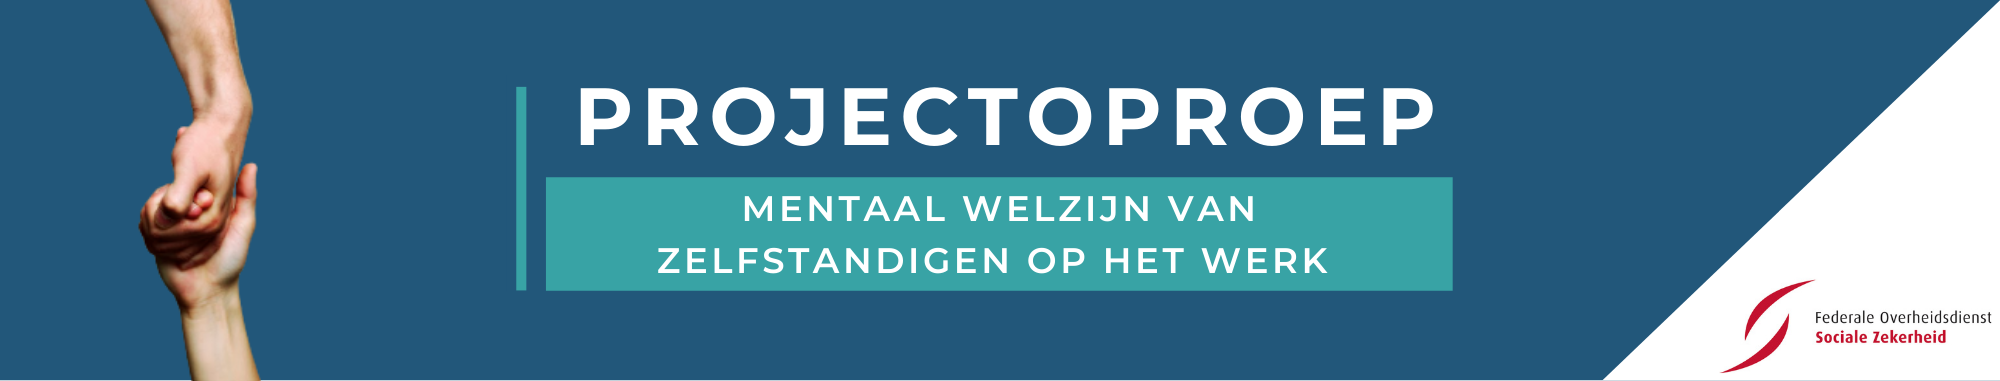 PROJECTOPROEP
MENTAAL WELZIJN VAN
ZELFSTANDIGEN OP HET WERK
Federale Overheidsdienst
Sociale Zekerheid